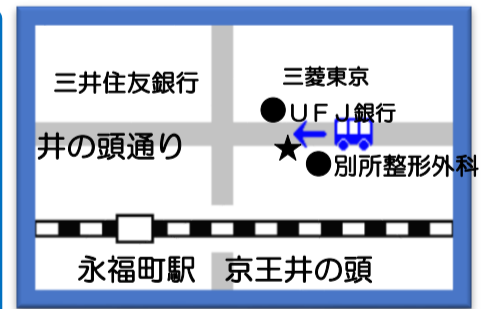 三井住友銀行
三菱東京
UFJ銀行
井の頭通り
別所整形外科
永福町駅
京王井の頭